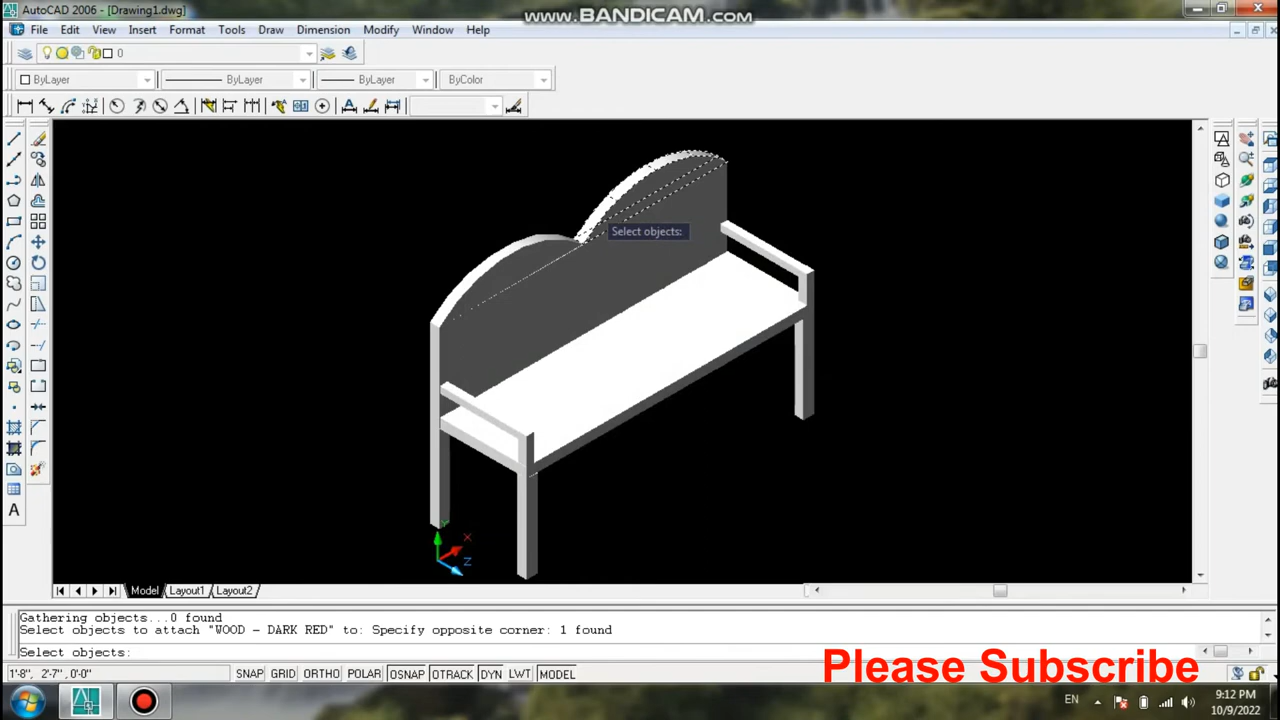 AutoCAD 2006 - [Drawing1.dwg]
www.BANDICAM.com
File Edit View Insert Format Tools Draw Dimension Modify Window Help
0
ByLayer ByLayer ByLayer ByColor
Select objects:
Y
X
Z
Model Layout1 Layout2
Gathering objects...0 found
Select objects to attach "WOOD - DARK RED" to: Specify opposite corner: 1 found
Select objects:
1'-8", 2'-7", 0'-0" SNAP GRID ORTHO POLAR OSNAP OTRACK DYN LWT MODEL
Please Subscribe
EN
9:12 PM
10/9/2022